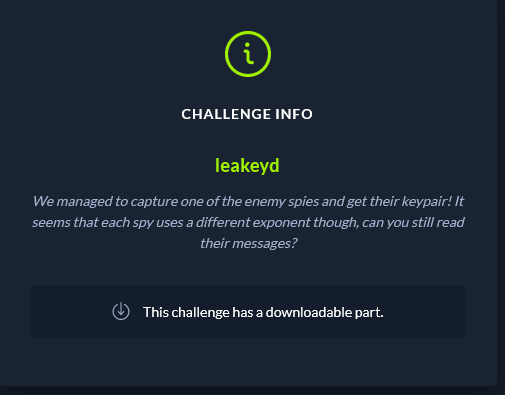 CHALLENGE INFO
leakeyd
We managed to capture one of the enemy spies and get their keypair! It
seems that each spy uses a different exponent though, can you still read
their messages?
This challenge has a downloadable part.